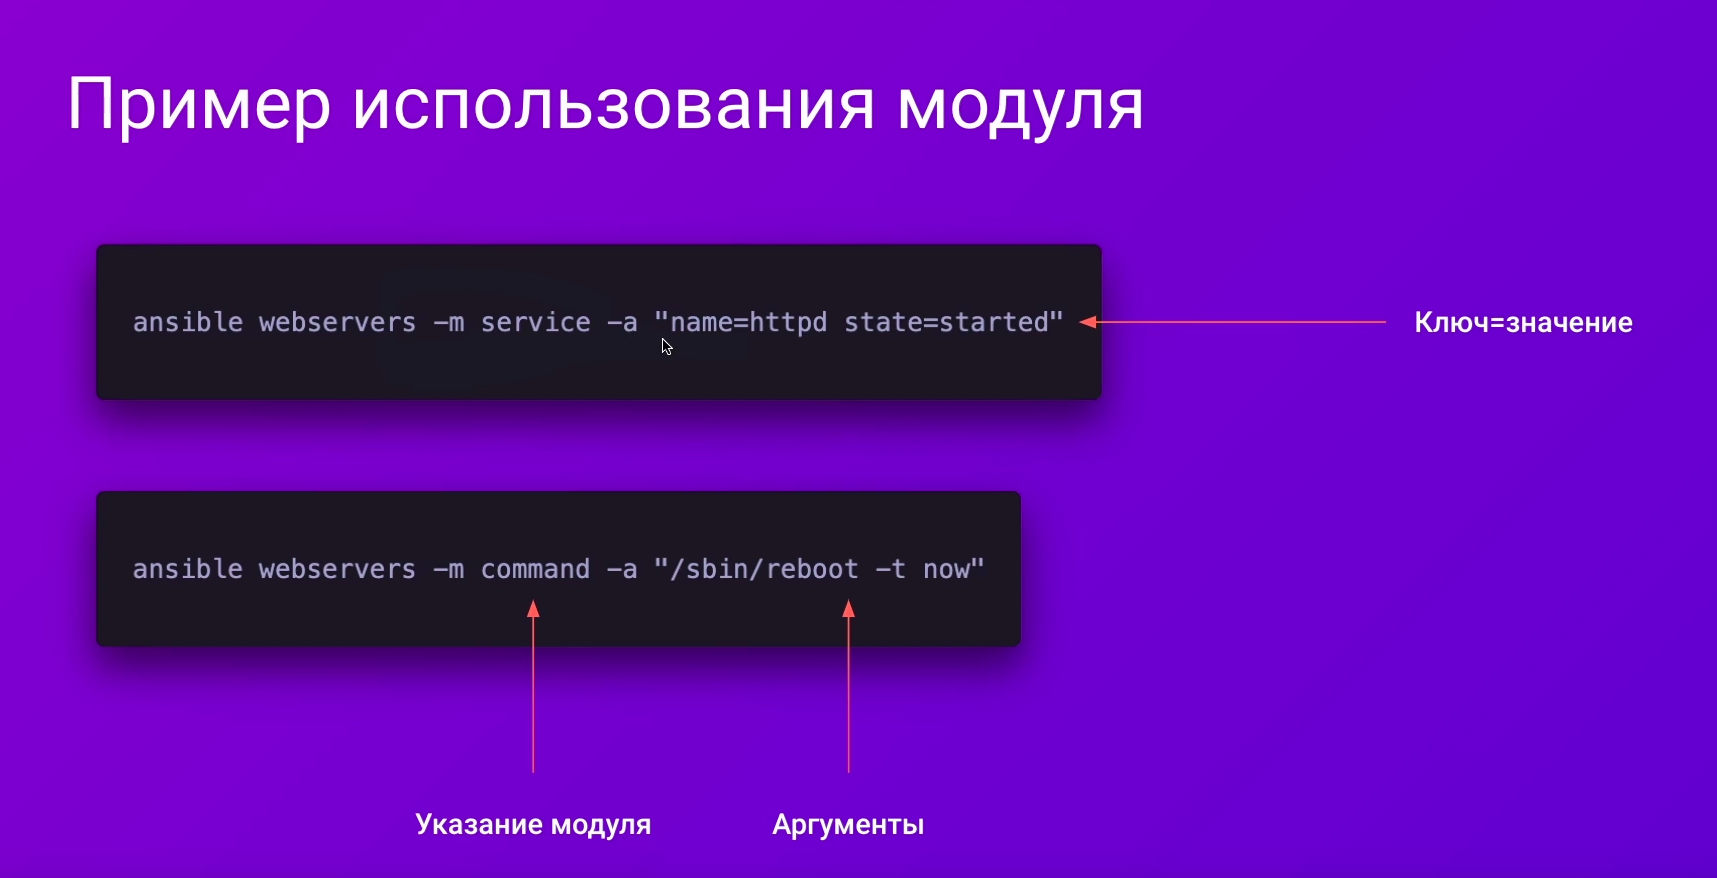 Пример использования модуля
ansible webservers -m service -a "name=httpd state=started"
Ключ=значение
ansible webservers -m command -a "/sbin/reboot -t now"
Указание модуля
Аргументы